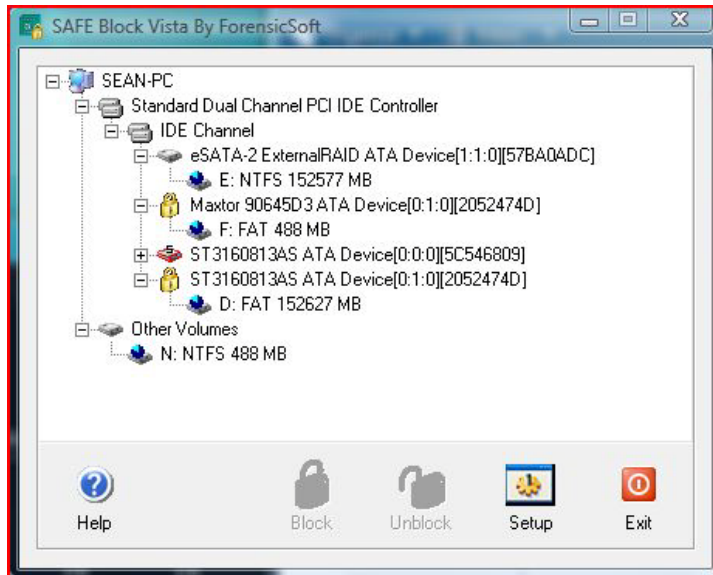 SAFE Block Vista By ForensicSoft
SEAN-PC
Standard Dual Channel PCI IDE Controller
IDE Channel
eSATA-2 ExternalRAID ATA Device[1:1:0][57BA0ADC]
E: NTFS 152577 MB
Maxtor 90645D3 ATA Device[0:1:0][2052474D]
F: FAT 488 MB
ST3160813AS ATA Device[0:0:0][5C546809]
ST3160813AS ATA Device[0:1:0][2052474D]
D: FAT 152627 MB
Other Volumes
N: NTFS 488 MB
Help Block Unblock Setup Exit